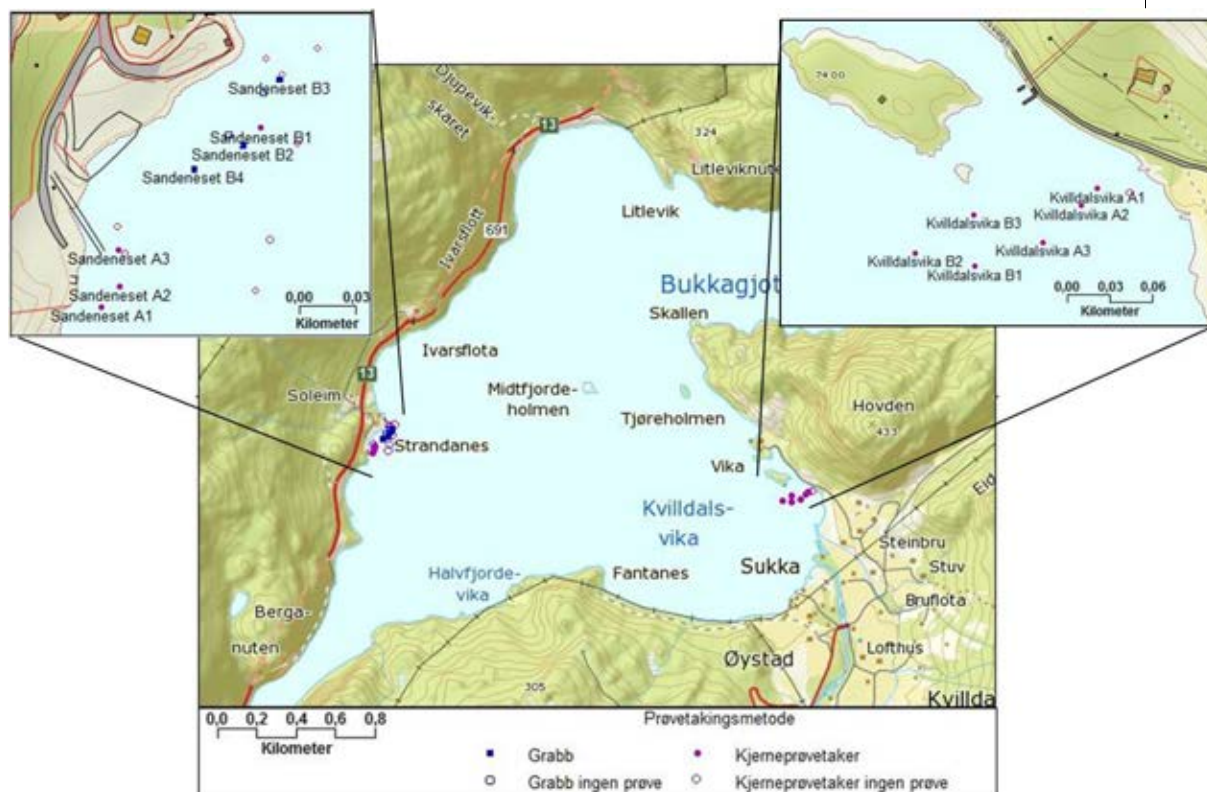 Sandeneset B3
Sandeneset B1
Sandeneset B2
Sandeneset B4
Sandeneset A3
Sandeneset A2
Sandeneset A1
0,00 0,03
Kilometer
74 00
Kvilldalsvika A1
Kvilldalsvika A2
Kvilldalsvika B3
Kvilldalsvika A3
Kvilldalsvika B2
Kvilldalsvika B1
0,00 0,03 0,06
Kilometer
Djupevik-
skaret
13
324
Litleviknute
Litlevik
691
Ivarsflott
Bukkagjot
Skallen
Ivarsflota
13
Soleim
Midtfjorde-
holmen
Tjøreholmen
Hovden
433
Strandanes
Vika
Eid
Kvilldals-
vika
Steinbru
Sukka
Stuv
Halvfjorde-
vika
Fantanes
Bruflota
Berga-
nuten
Lofthus
Øystad
305
Kvillda
0,0 0,2 0,4 0,6 0,8
Kilometer
Prøvetakingsmetode
Grabb
Kjerneprøvetaker
Grabb ingen prøve
Kjerneprøvetaker ingen prøve